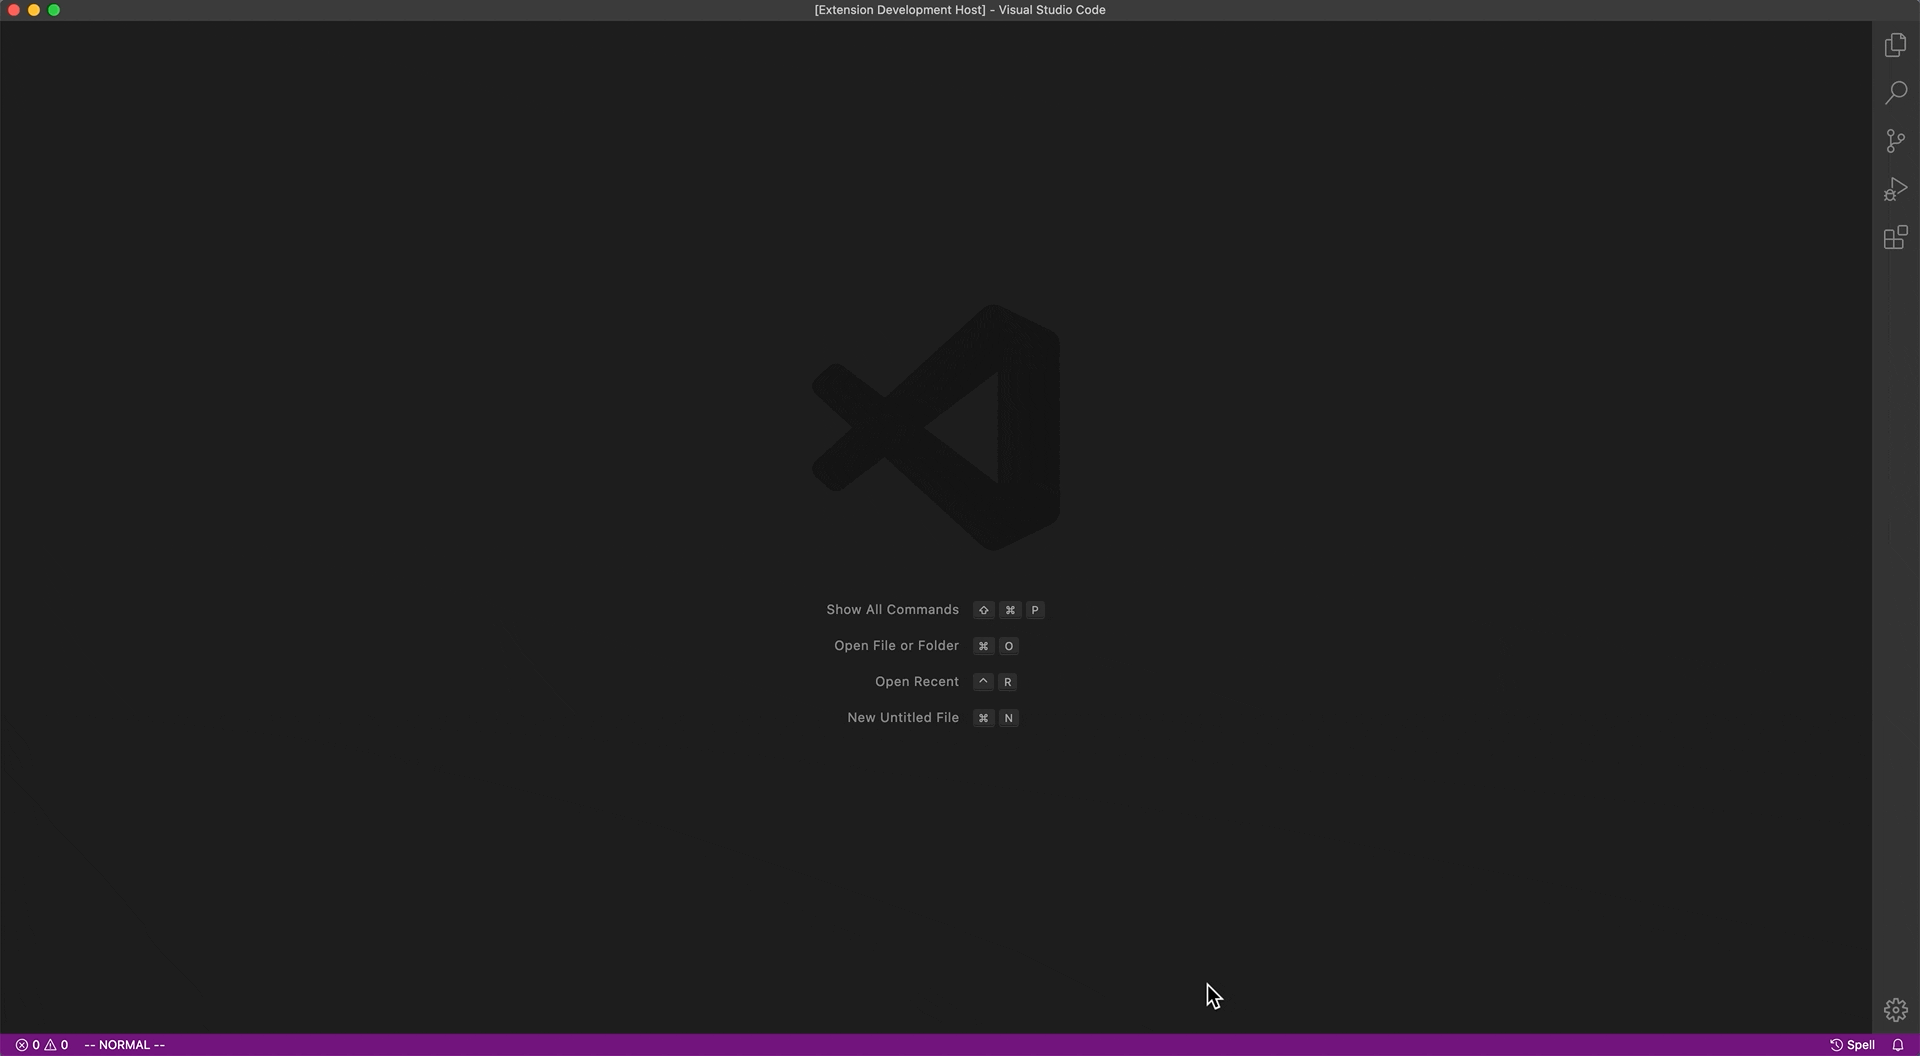 [Extension Development Host] - Visual Studio Code
Show All Commands ⇧ ⌘ P
Open File or Folder ⌘ O
Open Recent ^ R
New Untitled File ⌘ N
0 0 -- NORMAL -- Spell